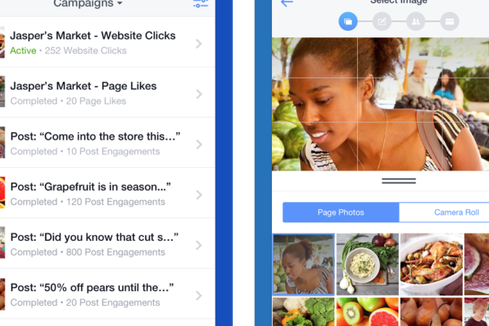 Campaigns
Jasper's Market - Website Clicks
Active • 252 Website Clicks
Jasper's Market - Page Likes
Completed • 20 Page Likes
Post: “Come into the store this…”
Completed • 10 Post Engagements
Post: “Grapefruit is in season...”
Completed • 120 Post Engagements
Post: “Did you know that cut s…”
Completed • 800 Post Engagements
Post: “50% off pears until the…”
Completed • 20 Post Engagements
Select Image
Page Photos
Camera Roll